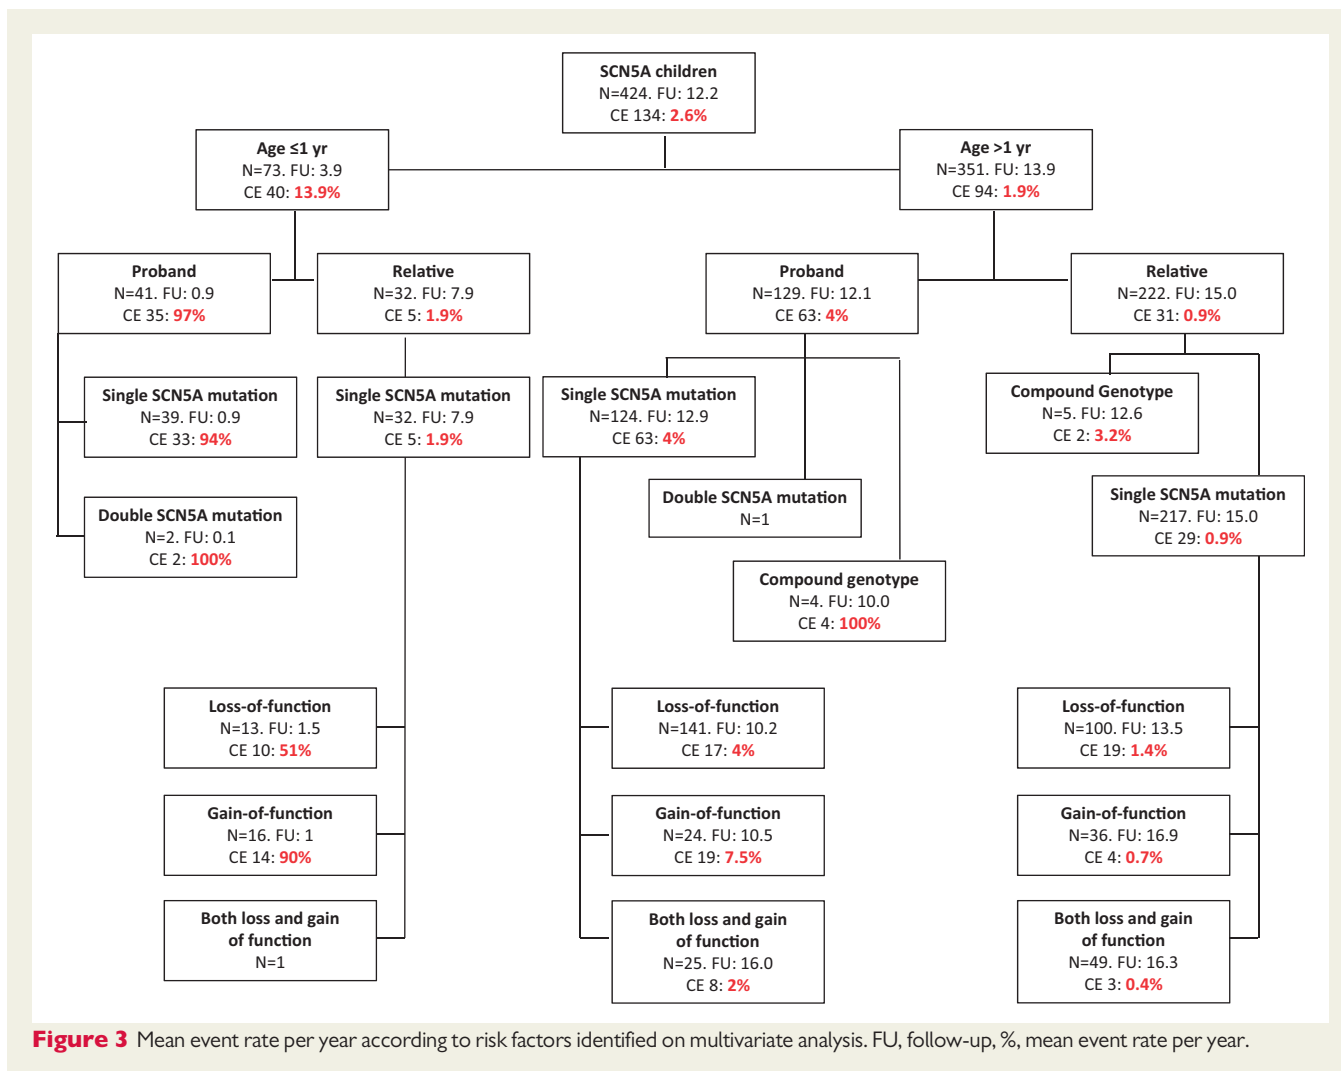 SCN5A children
N=424. FU: 12.2
CE 134: 2.6%
Age ≤1 yr
N=73. FU: 3.9
CE 40: 13.9%
Age >1 yr
N=351. FU: 13.9
CE 94: 1.9%
Proband
N=41. FU: 0.9
CE 35: 97%
Relative
N=32. FU: 7.9
CE 5: 1.9%
Proband
N=129. FU: 12.1
CE 63: 4%
Relative
N=222. FU: 15.0
CE 31: 0.9%
Single SCN5A mutation
N=39. FU: 0.9
CE 33: 94%
Single SCN5A mutation
N=32. FU: 7.9
CE 5: 1.9%
Single SCN5A mutation
N=124. FU: 12.9
CE 63: 4%
Compound Genotype
N=5. FU: 12.6
CE 2: 3.2%
Double SCN5A mutation
N=2. FU: 0.1
CE 2: 100%
Double SCN5A mutation
N=1
Single SCN5A mutation
N=217. FU: 15.0
CE 29: 0.9%
Compound genotype
N=4. FU: 10.0
CE 4: 100%
Loss-of-function
N=13. FU: 1.5
CE 10: 51%
Loss-of-function
N=141. FU: 10.2
CE 17: 4%
Loss-of-function
N=100. FU: 13.5
CE 19: 1.4%
Gain-of-function
N=16. FU: 1
CE 14: 90%
Gain-of-function
N=24. FU: 10.5
CE 19: 7.5%
Gain-of-function
N=36. FU: 16.9
CE 4: 0.7%
Both loss and gain
of function
N=1
Both loss and gain
of function
N=25. FU: 16.0
CE 8: 2%
Both loss and gain
of function
N=49. FU: 16.3
CE 3: 0.4%
Figure 3 Mean event rate per year according to risk factors identified on multivariate analysis. FU, follow-up, %, mean event rate per year.